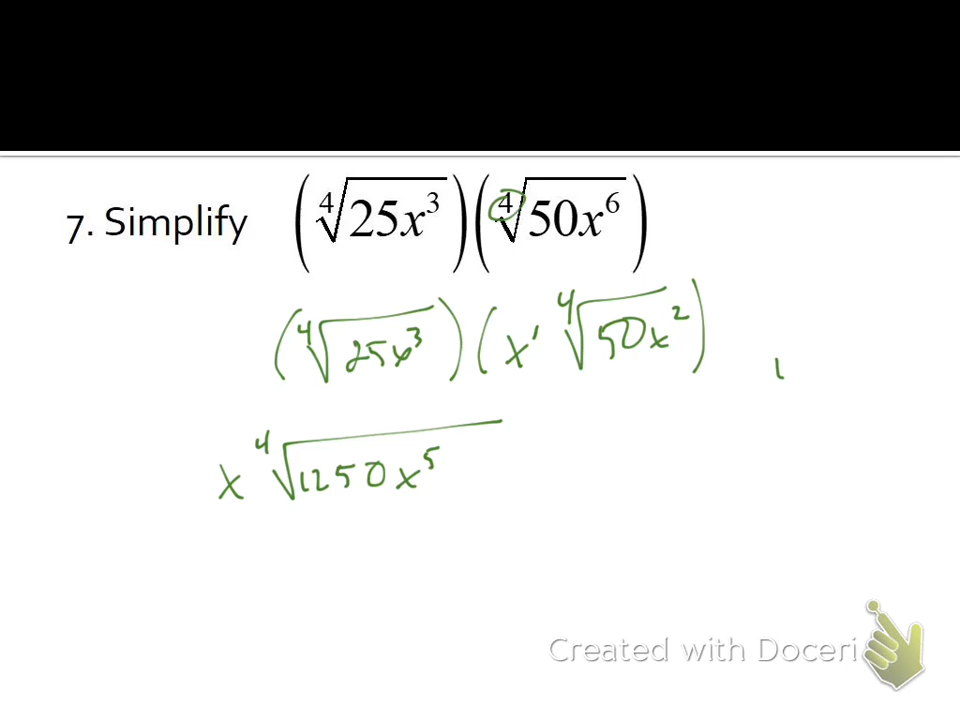 7. Simplify (⁴√25x³)(⁴√50x⁶)
(⁴√25x³)(x¹ ⁴√50x²)
x ⁴√1250x⁵
Created with Doceri